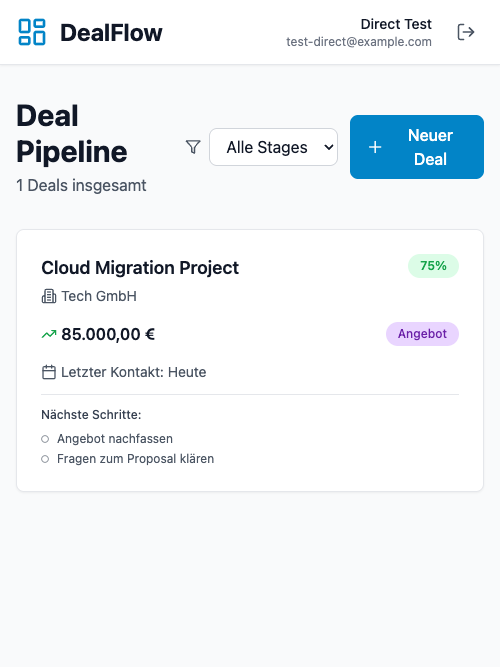 DealFlow
Direct Test
test-direct@example.com
Deal
Pipeline
1 Deals insgesamt
Alle Stages
Neuer
Deal
Cloud Migration Project
75%
Tech GmbH
85.000,00 €
Angebot
Letzter Kontakt: Heute
Nächste Schritte:
Angebot nachfassen
Fragen zum Proposal klären